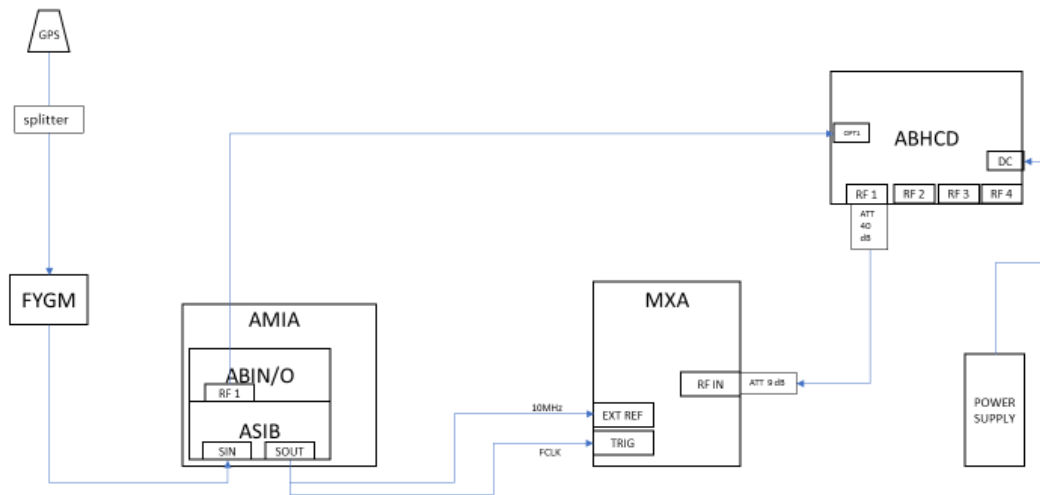 GPS
splitter
FYGM
AMIA
ABIN/O
RF 1
ASIB
SIN
SOUT
10MHz
FCLK
MXA
RF IN
ATT 9 dB
EXT REF
TRIG
ABHCD
OPT1
DC
RF 1
RF 2
RF 3
RF 4
ATT
40
dB
POWER
SUPPLY